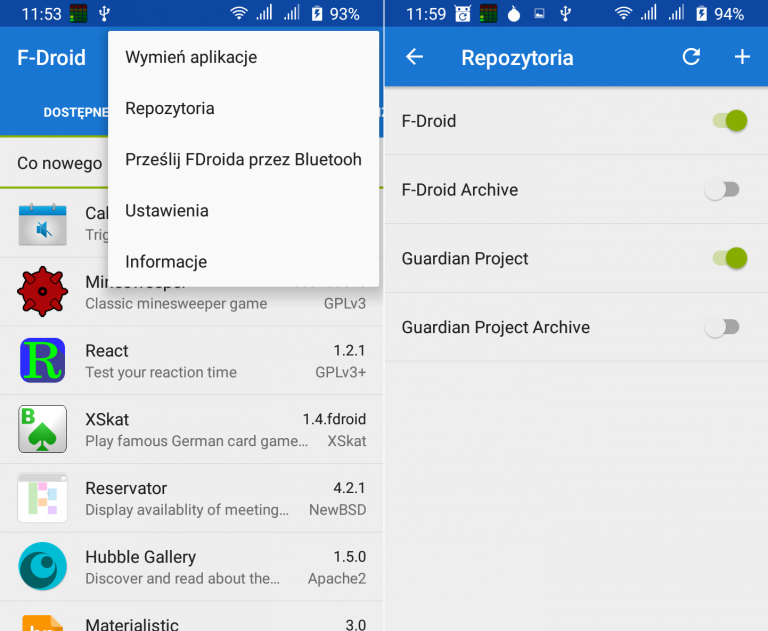 11:53
93%
F-Droid
DOSTĘPNE
Co nowego
Wymień aplikacje
Repozytoria
Prześlij FDroida przez Bluetooh
Ustawienia
Informacje
Cal
Trig
Minesweeper
Classic minesweeper game GPLv3
React 1.2.1
Test your reaction time GPLv3+
XSkat 1.4.fdroid
Play famous German card game... XSkat
Reservator 4.2.1
Display availablity of meeting... NewBSD
Hubble Gallery 1.5.0
Discover and read about the... Apache2
Materialistic 3.0
11:59
94%
Repozytoria
F-Droid
F-Droid Archive
Guardian Project
Guardian Project Archive